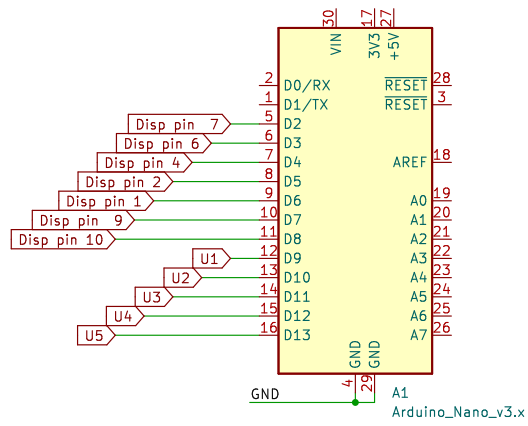 30 17 27
VIN 3V3 +5V
2 D0/RX RESET 28
1 D1/TX RESET 3
Disp pin  7 5 D2
Disp pin 6 6 D3
Disp pin 4 7 D4 AREF 18
Disp pin 2 8 D5
Disp pin 1 9 D6 A0 19
Disp pin  9 10 D7 A1 20
Disp pin 10 11 D8 A2 21
U1 12 D9 A3 22
U2 13 D10 A4 23
U3 14 D11 A5 24
U4 15 D12 A6 25
U5 16 D13 A7 26
GND GND
4 29
GND
A1
Arduino_Nano_v3.x